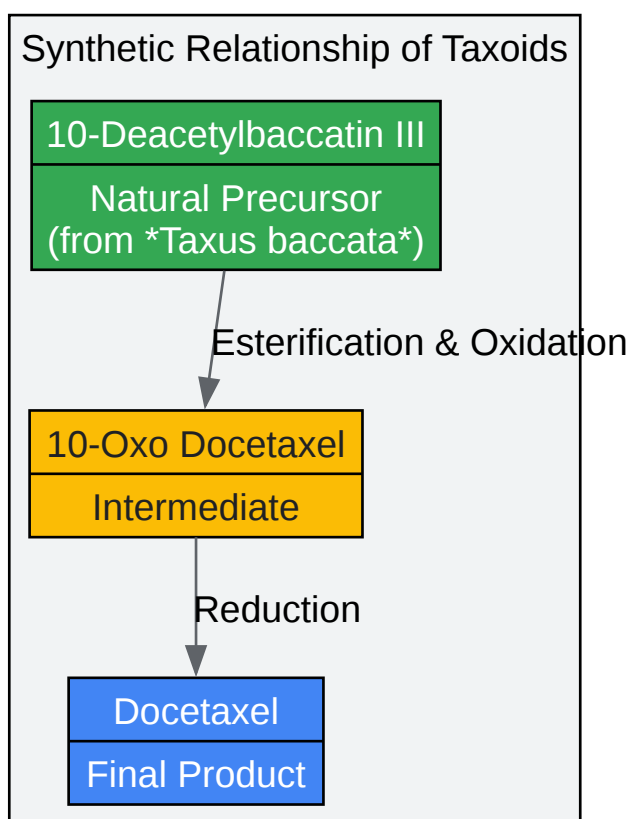 Synthetic Relationship of Taxoids
10-Deacetylbaccatin III
Natural Precursor
(from *Taxus baccata*)
Esterification & Oxidation
10-Oxo Docetaxel
Intermediate
Reduction
Docetaxel
Final Product